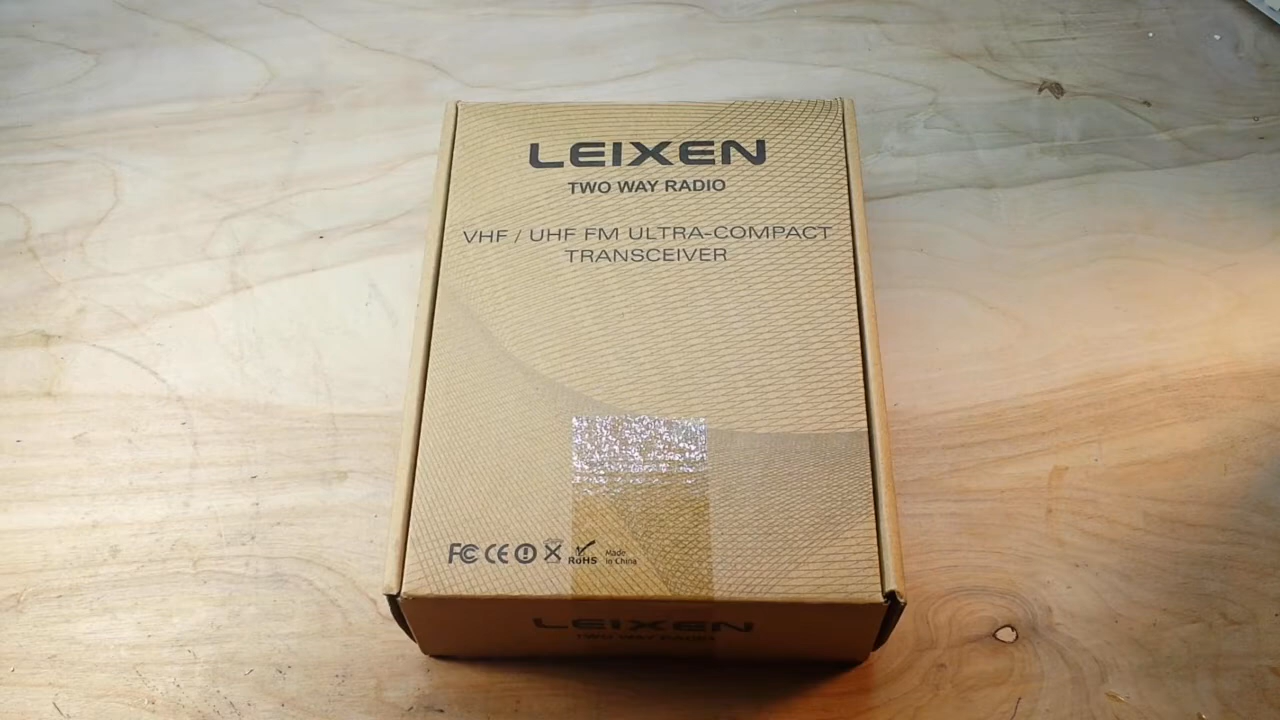 LEIXEN
TWO WAY RADIO
VHF / UHF FM ULTRA-COMPACT
TRANSCEIVER
FC CE
RoHS
Made
in China
LEIXEN
TWO WAY RADIO